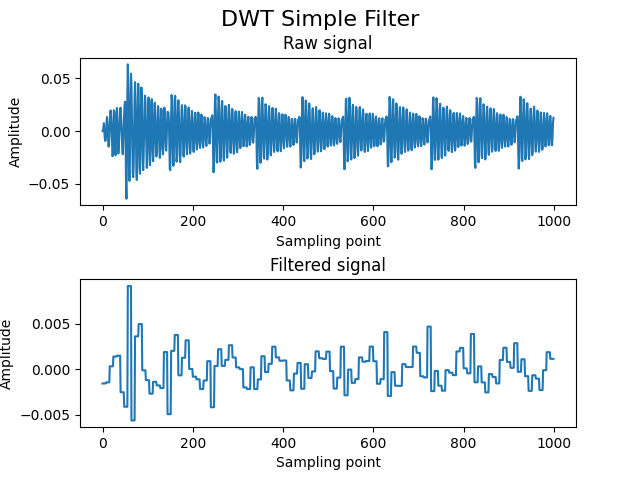 DWT Simple Filter
Raw signal
Amplitude
0.05
0.00
−0.05
0 200 400 600 800 1000
Sampling point
Filtered signal
Amplitude
0.005
0.000
−0.005
0 200 400 600 800 1000
Sampling point